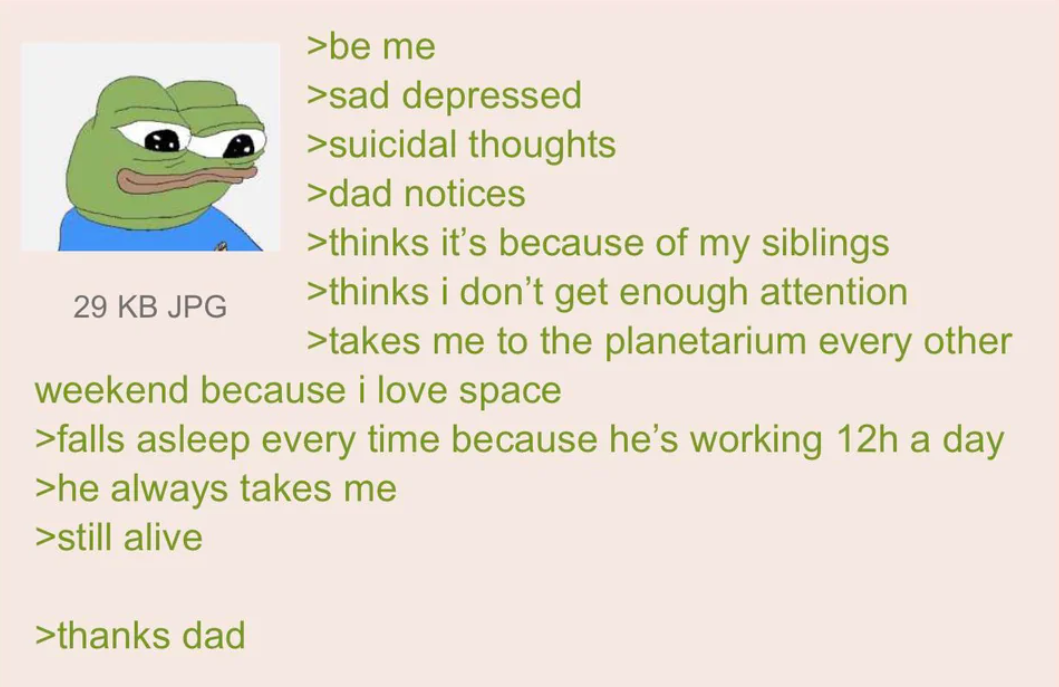 >be me
>sad depressed
>suicidal thoughts
>dad notices
>thinks it’s because of my siblings
>thinks i don’t get enough attention
29 KB JPG
>takes me to the planetarium every other
weekend because i love space
>falls asleep every time because he’s working 12h a day
>he always takes me
>still alive
>thanks dad